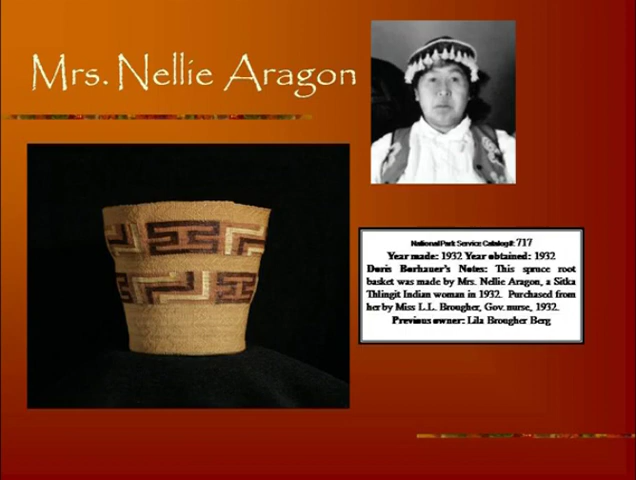 Mrs. Nellie Aragon
National Park Service Catalog#: 717
Year made: 1932 Year obtained: 1932
Doris Borhauer's Notes: This spruce root
basket was made by Mrs. Nellie Aragon, a Sitka
Thlingit Indian woman in 1932. Purchased from
her by Miss L.L. Brougher, Gov. nurse, 1932.
Previous owner: Lila Brougher Berg